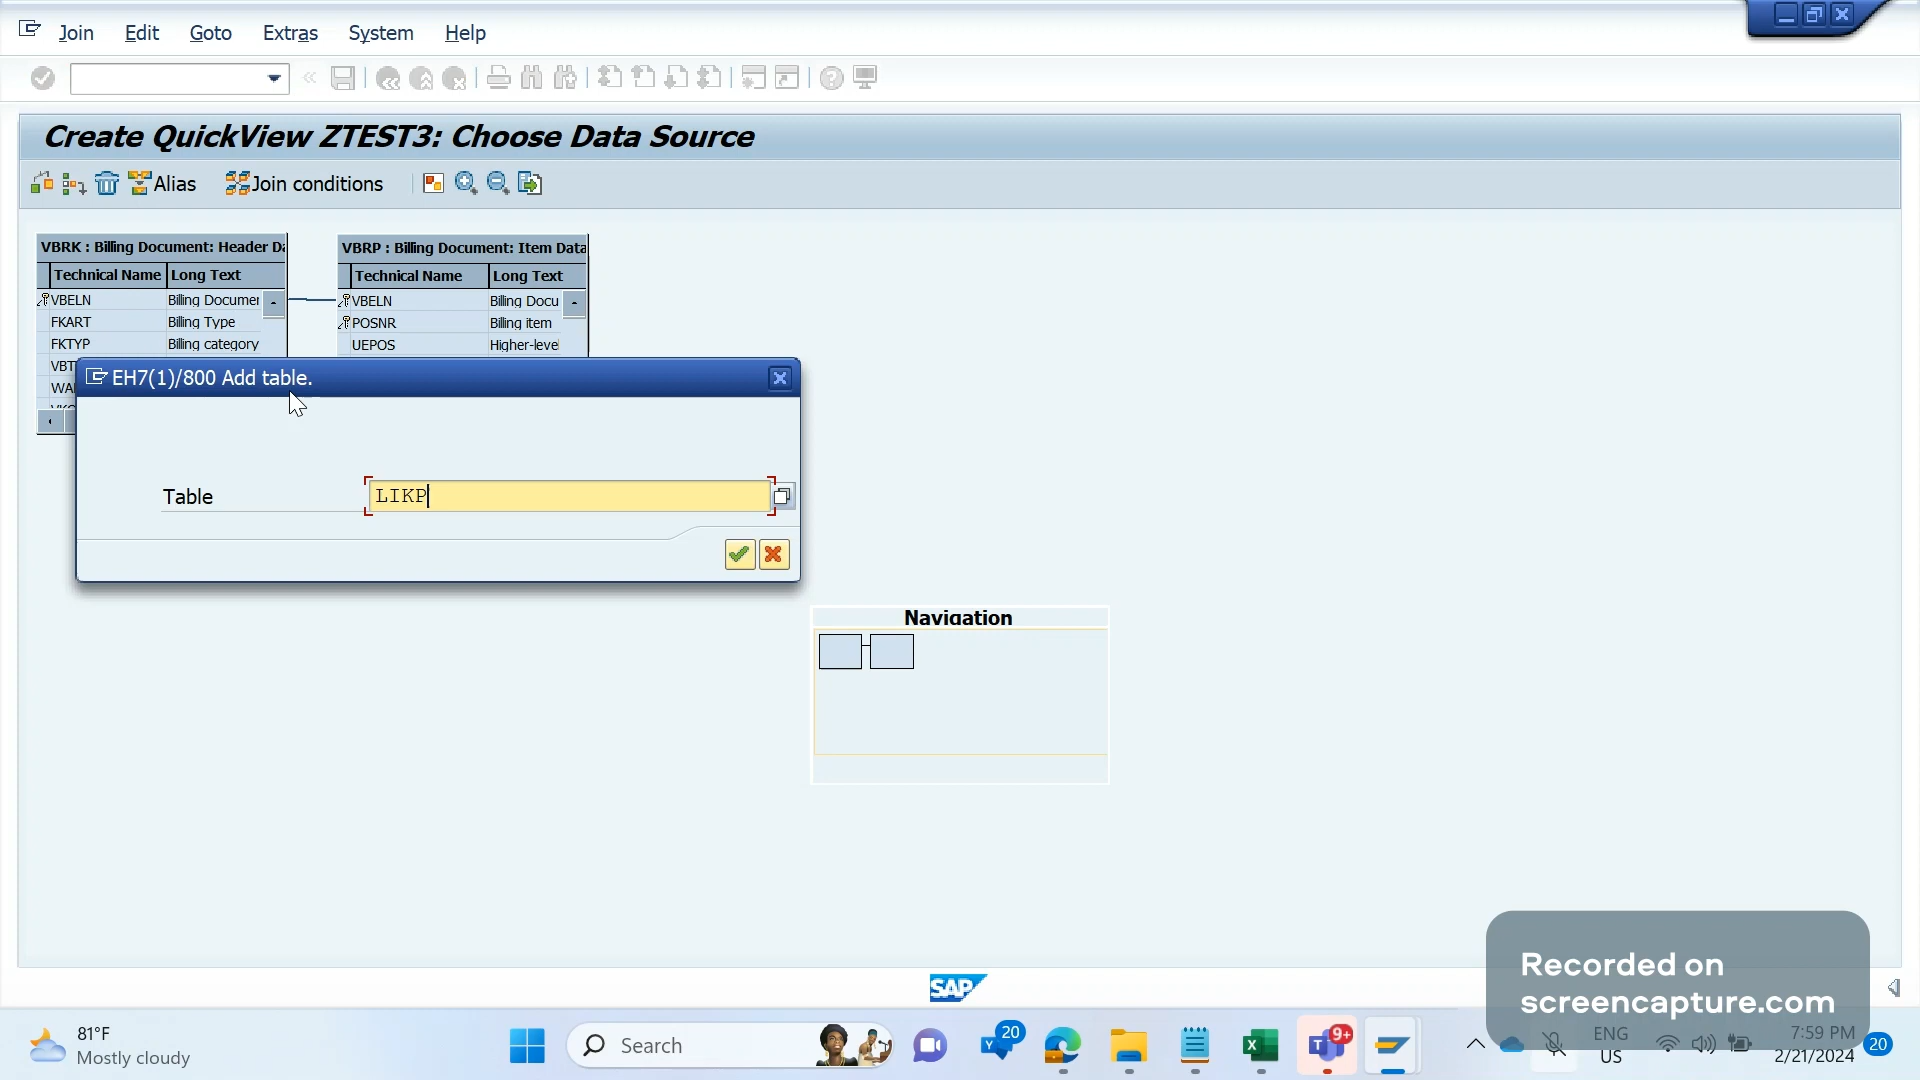 Join Edit Goto Extras System Help
Create QuickView ZTEST3: Choose Data Source
Alias Join conditions
VBRK : Billing Document: Header Da
Technical Name Long Text
VBELN Billing Documen
FKART Billing Type
FKTYP Billing category
VBT
WA
VBRP : Billing Document: Item Data
Technical Name Long Text
VBELN Billing Docu
POSNR Billing item
UEPOS Higher-leve
EH7(1)/800 Add table.
Table LIKP
Navigation
SAP
Recorded on
screencapture.com
81°F
Mostly cloudy
Search
20
9+
ENG
US
7:59 PM
2/21/2024
20